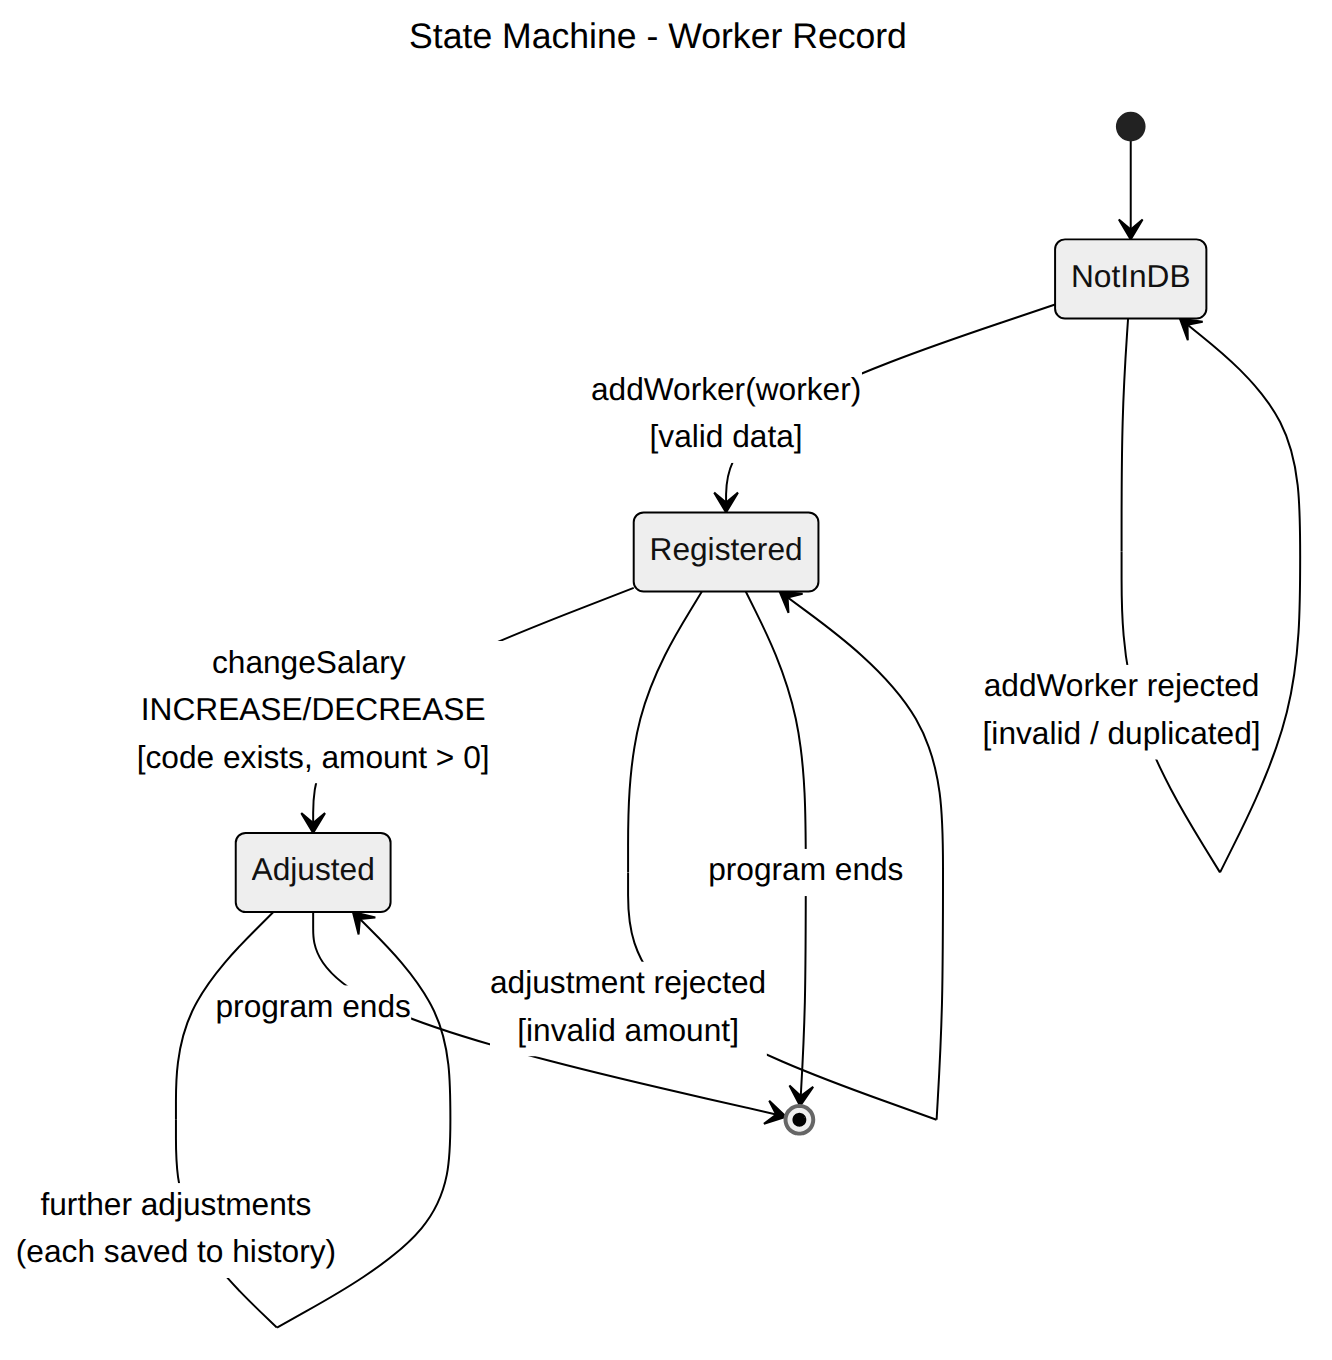 State Machine - Worker Record
NotInDB
addWorker(worker)
[valid data]
Registered
changeSalary
INCREASE/DECREASE
[code exists, amount > 0]
addWorker rejected
[invalid / duplicated]
Adjusted
program ends
adjustment rejected
[invalid amount]
program ends
further adjustments
(each saved to history)